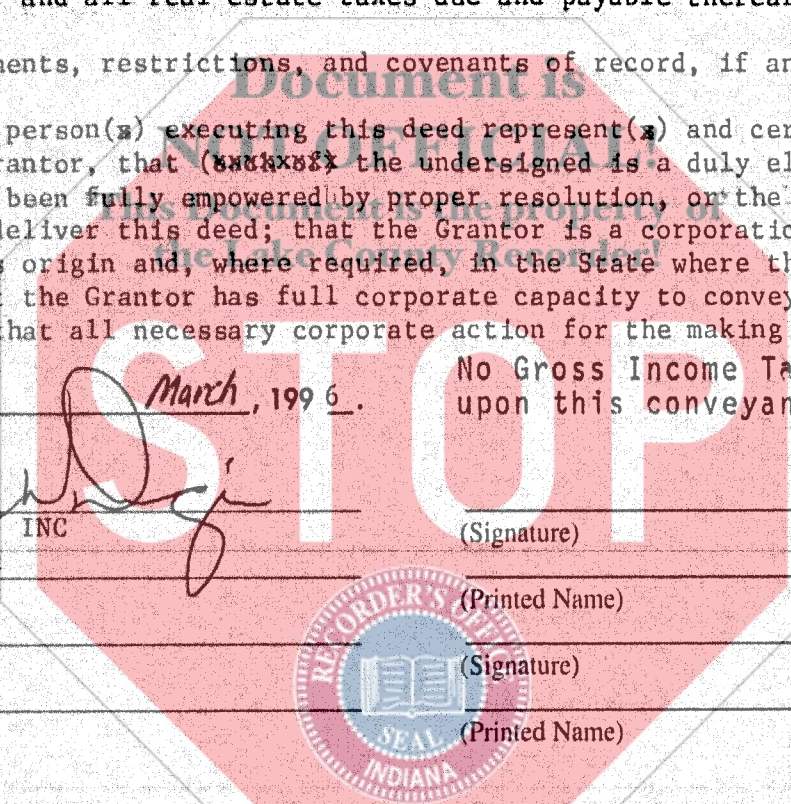 and all real estate taxes due and payable
ments, restrictions, and covenants of record, if an
Document is
person(s) executing this deed represent(s) and cer
NOT OFFICIAL!
rantor, that ( the undersigned is a duly el
been fully empowered by proper resolution, or the
This Document is the property of
deliver this deed; that the Grantor is a corporatio
the Lake County Recorder!
s origin and, where required, in the State where th
t the Grantor has full corporate capacity to convey
that all necessary corporate action for the making
STOP
March, 1996.
No Gross Income Ta
upon this conveyan
INC
(Signature)
(Printed Name)
(Signature)
(Printed Name)
RECORDER'S OFFICE
SEAL
INDIANA